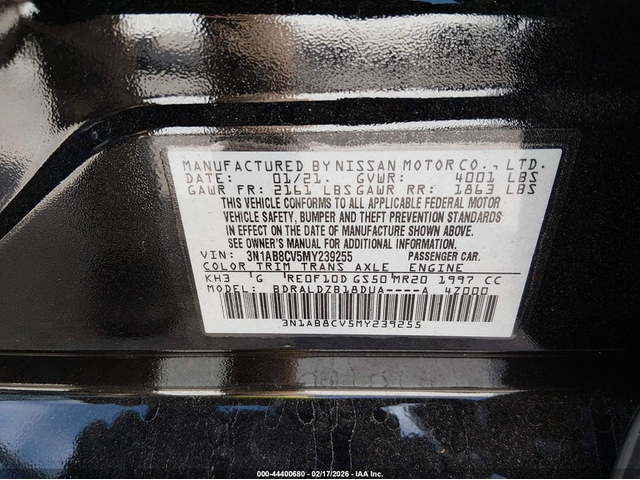 MANUFACTURED BY NISSAN MOTOR CO., LTD.
DATE: 01/21. GVWR: 4001 LBS
GAWR FR: 2161 LBS GAWR RR: 1863 LBS
THIS VEHICLE CONFORMS TO ALL APPLICABLE FEDERAL MOTOR
VEHICLE SAFETY, BUMPER AND THEFT PREVENTION STANDARDS
IN EFFECT ON THE DATE OF MANUFACTURE SHOWN ABOVE.
SEE OWNER'S MANUAL FOR ADDITIONAL INFORMATION.
VIN: 3N1AB8CV5MY239255 PASSENGER CAR.
COLOR TRIM TRANS AXLE ENGINE
KH3 G RE0F10D GS50 MR20 1997 CC
MODEL: BDRALDZB18DUA----A 47000
3N1AB8CV5MY239255
000-44400680 - 02/17/2026 - IAA Inc.